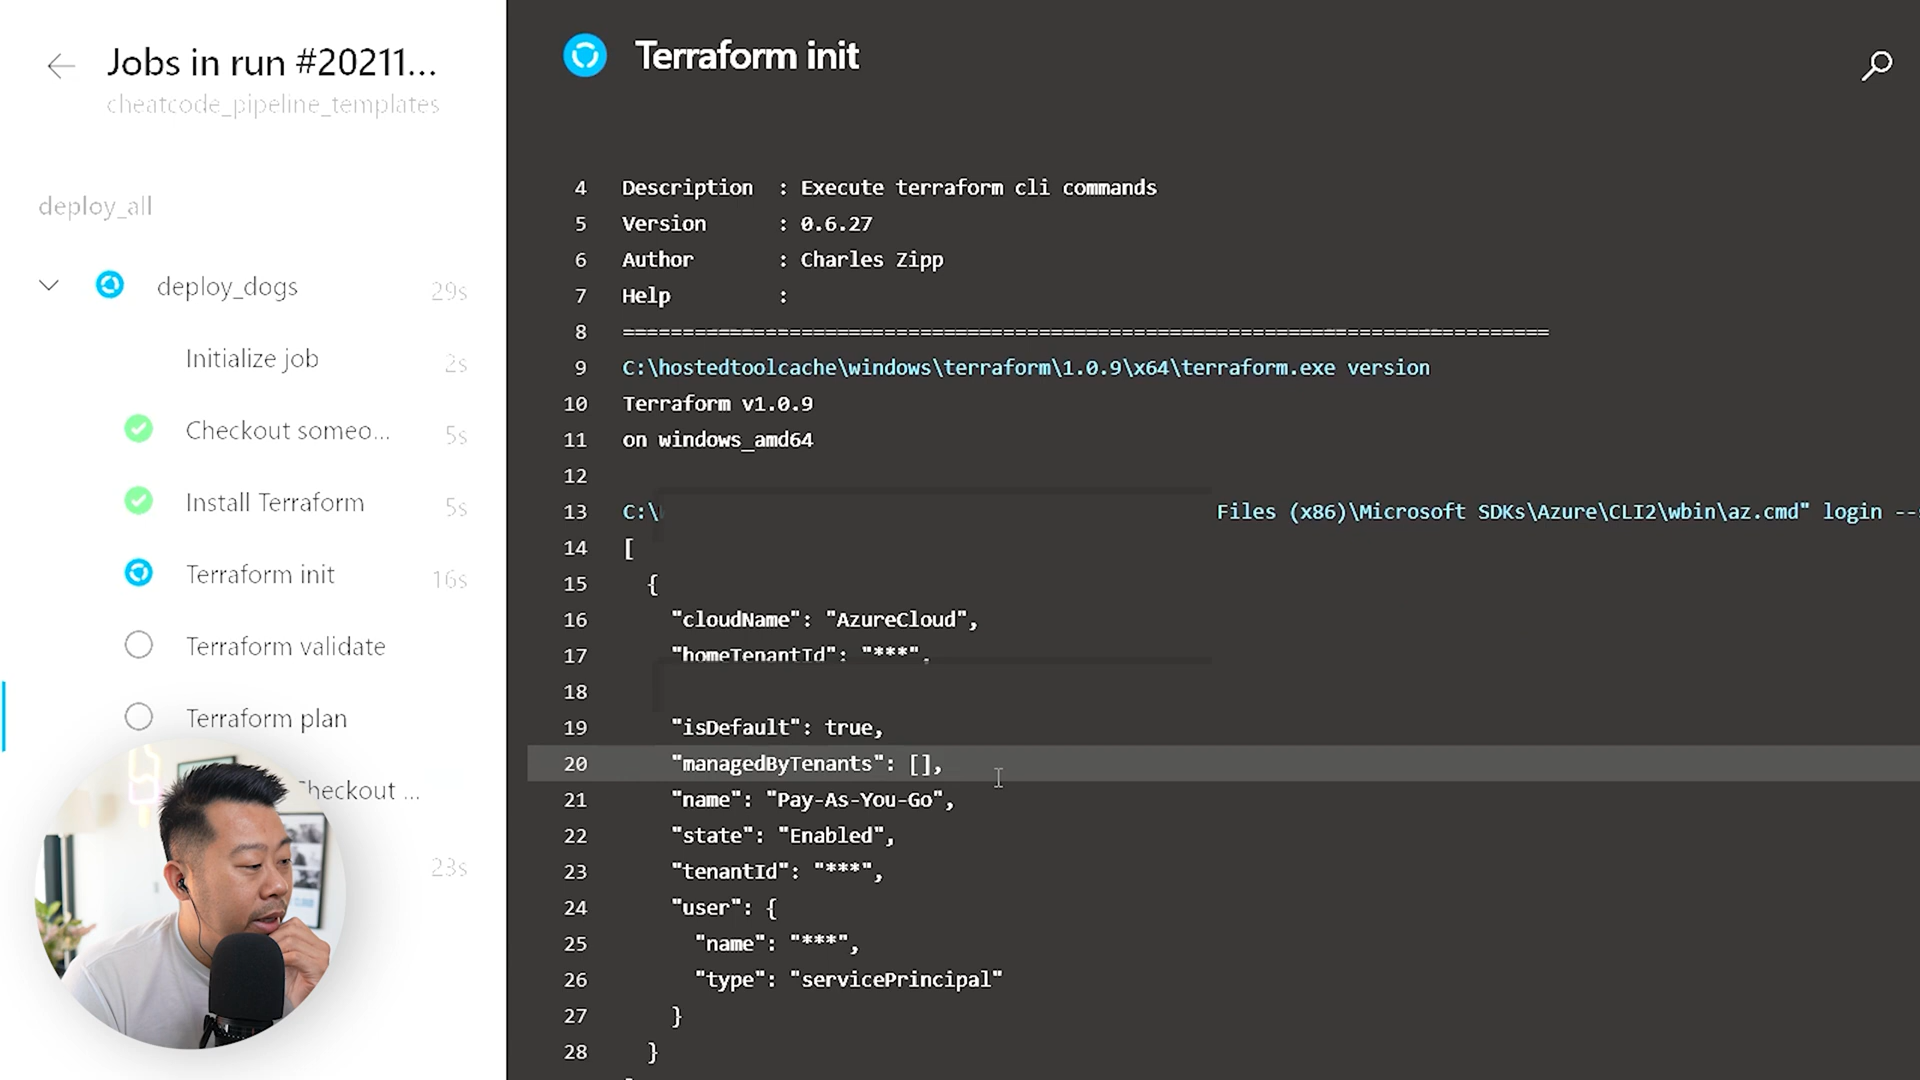 Jobs in run #20211...
cheatcode_pipeline_templates
deploy_all
deploy_dogs 29s
Initialize job 2s
Checkout someo... 5s
Install Terraform 5s
Terraform init 16s
Terraform validate
Terraform plan
heckout ...
23s
Terraform init
4 Description : Execute terraform cli commands
5 Version : 0.6.27
6 Author : Charles Zipp
7 Help :
8 ==============================================================================
9 C:\hostedtoolcache\windows\terraform\1.0.9\x64\terraform.exe version
10 Terraform v1.0.9
11 on windows_amd64
12
13 C:\ Files (x86)\Microsoft SDKs\Azure\CLI2\wbin\az.cmd" login --
14 [
15 {
16 "cloudName": "AzureCloud",
17 "homeTenantId": "***",
18
19 "isDefault": true,
20 "managedByTenants": [],
21 "name": "Pay-As-You-Go",
22 "state": "Enabled",
23 "tenantId": "***",
24 "user": {
25 "name": "***",
26 "type": "servicePrincipal"
27 }
28 }